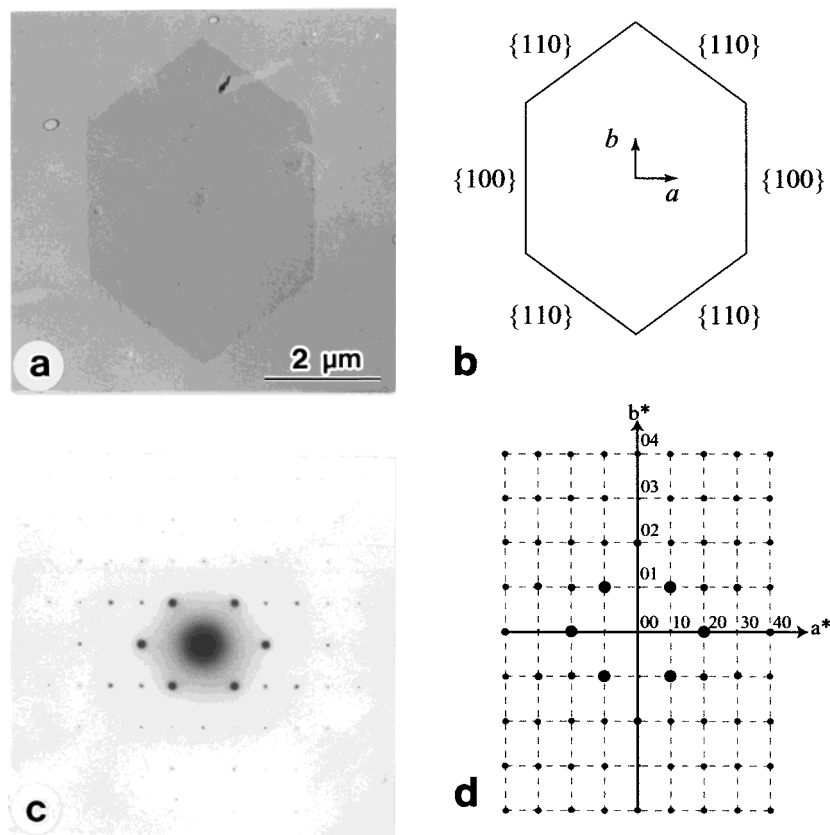 {110} {110}
b
{100} a {100}
{110} {110}
2 μm
a
b
b*
04
03
02
01
00 10 20 30 40 a*
c
d